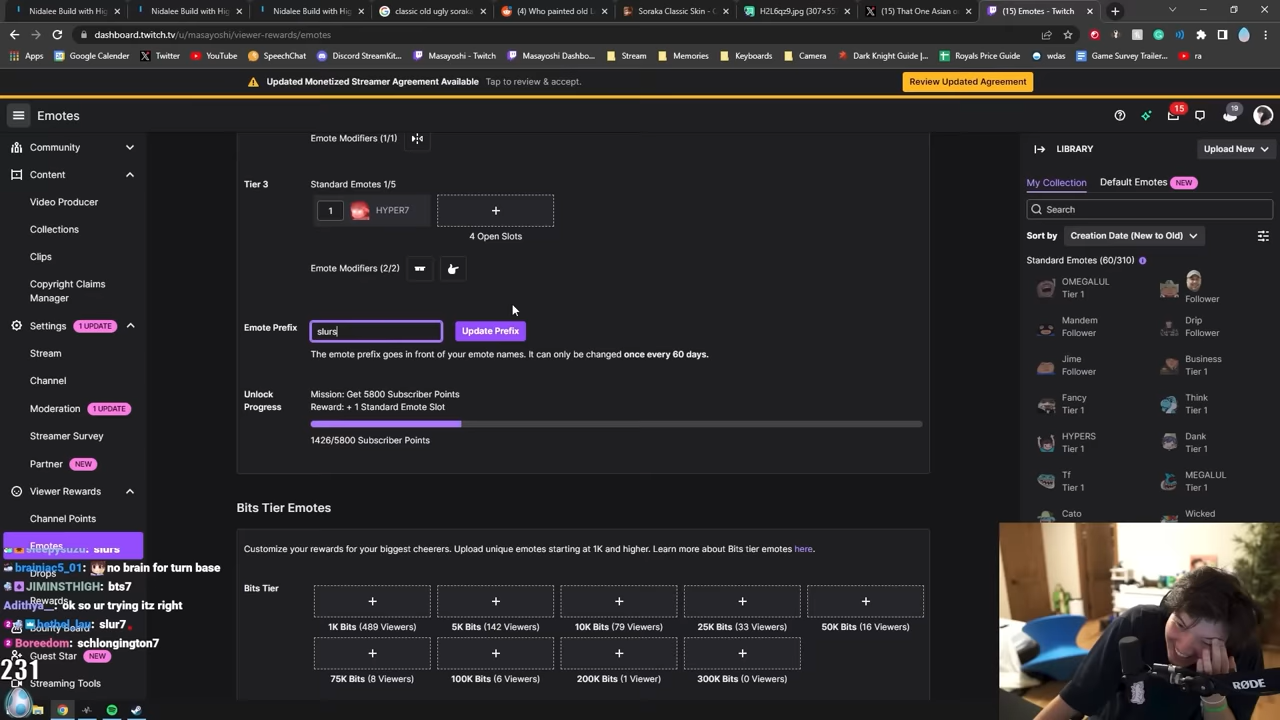 Nidalee Build with Hig
Nidalee Build with Hig
Nidalee Build with Hig
classic old ugly soraka
(4) Who painted old L
Soraka Classic Skin - G
H2L6qz9.jpg (307×55
(15) That One Asian o
(15) Emotes - Twitch
dashboard.twitch.tv/u/masayoshi/viewer-rewards/emotes
Google Calendar
Twitter
YouTube
SpeechChat
Discord StreamKit...
Masayoshi - Twitch
Masayoshi Dashbo...
Stream
Memories
Keyboards
Camera
Dark Knight Guide |...
Royals Price Guide
wdas
Game Survey Trailer...
ra
Updated Monetized Streamer Agreement Available Tap to review & accept.
Review Updated Agreement
Emotes
15
19
Community
Content
Video Producer
Collections
Clips
Copyright Claims
Manager
Settings 1 UPDATE
Stream
Channel
Moderation 1 UPDATE
Streamer Survey
Partner NEW
Viewer Rewards
Channel Points
Emotes
Drops
Rewards
Guest Star NEW
Streaming Tools
sleepysuzu: slurs
brainiac5_01: no brain for turn base
JIMINSTHIGH: bts7
Adithya__: ok so ur trying itz right
slur7
Boreedom: schlongington7
231
Emote Modifiers (1/1)
Tier 3
Standard Emotes 1/5
1 HYPER7
+
4 Open Slots
Emote Modifiers (2/2)
Emote Prefix
slurs
Update Prefix
The emote prefix goes in front of your emote names. It can only be changed once every 60 days.
Unlock
Progress
Mission: Get 5800 Subscriber Points
Reward: + 1 Standard Emote Slot
1426/5800 Subscriber Points
Bits Tier Emotes
Customize your rewards for your biggest cheerers. Upload unique emotes starting at 1K and higher. Learn more about Bits tier emotes here.
Bits Tier
1K Bits (489 Viewers)
5K Bits (142 Viewers)
10K Bits (79 Viewers)
25K Bits (33 Viewers)
50K Bits (16 Viewers)
75K Bits (8 Viewers)
100K Bits (6 Viewers)
200K Bits (1 Viewer)
300K Bits (0 Viewers)
LIBRARY
Upload New
My Collection
Default Emotes NEW
Search
Sort by
Creation Date (New to Old)
Standard Emotes (60/310)
OMEGALUL
Tier 1
Follower
Mandem
Follower
Drip
Follower
Jime
Follower
Business
Tier 1
Fancy
Tier 1
Think
Tier 1
HYPERS
Tier 1
Dank
Tier 1
Tf
Tier 1
MEGALUL
Tier 1
Cato
Wicked
RØDE